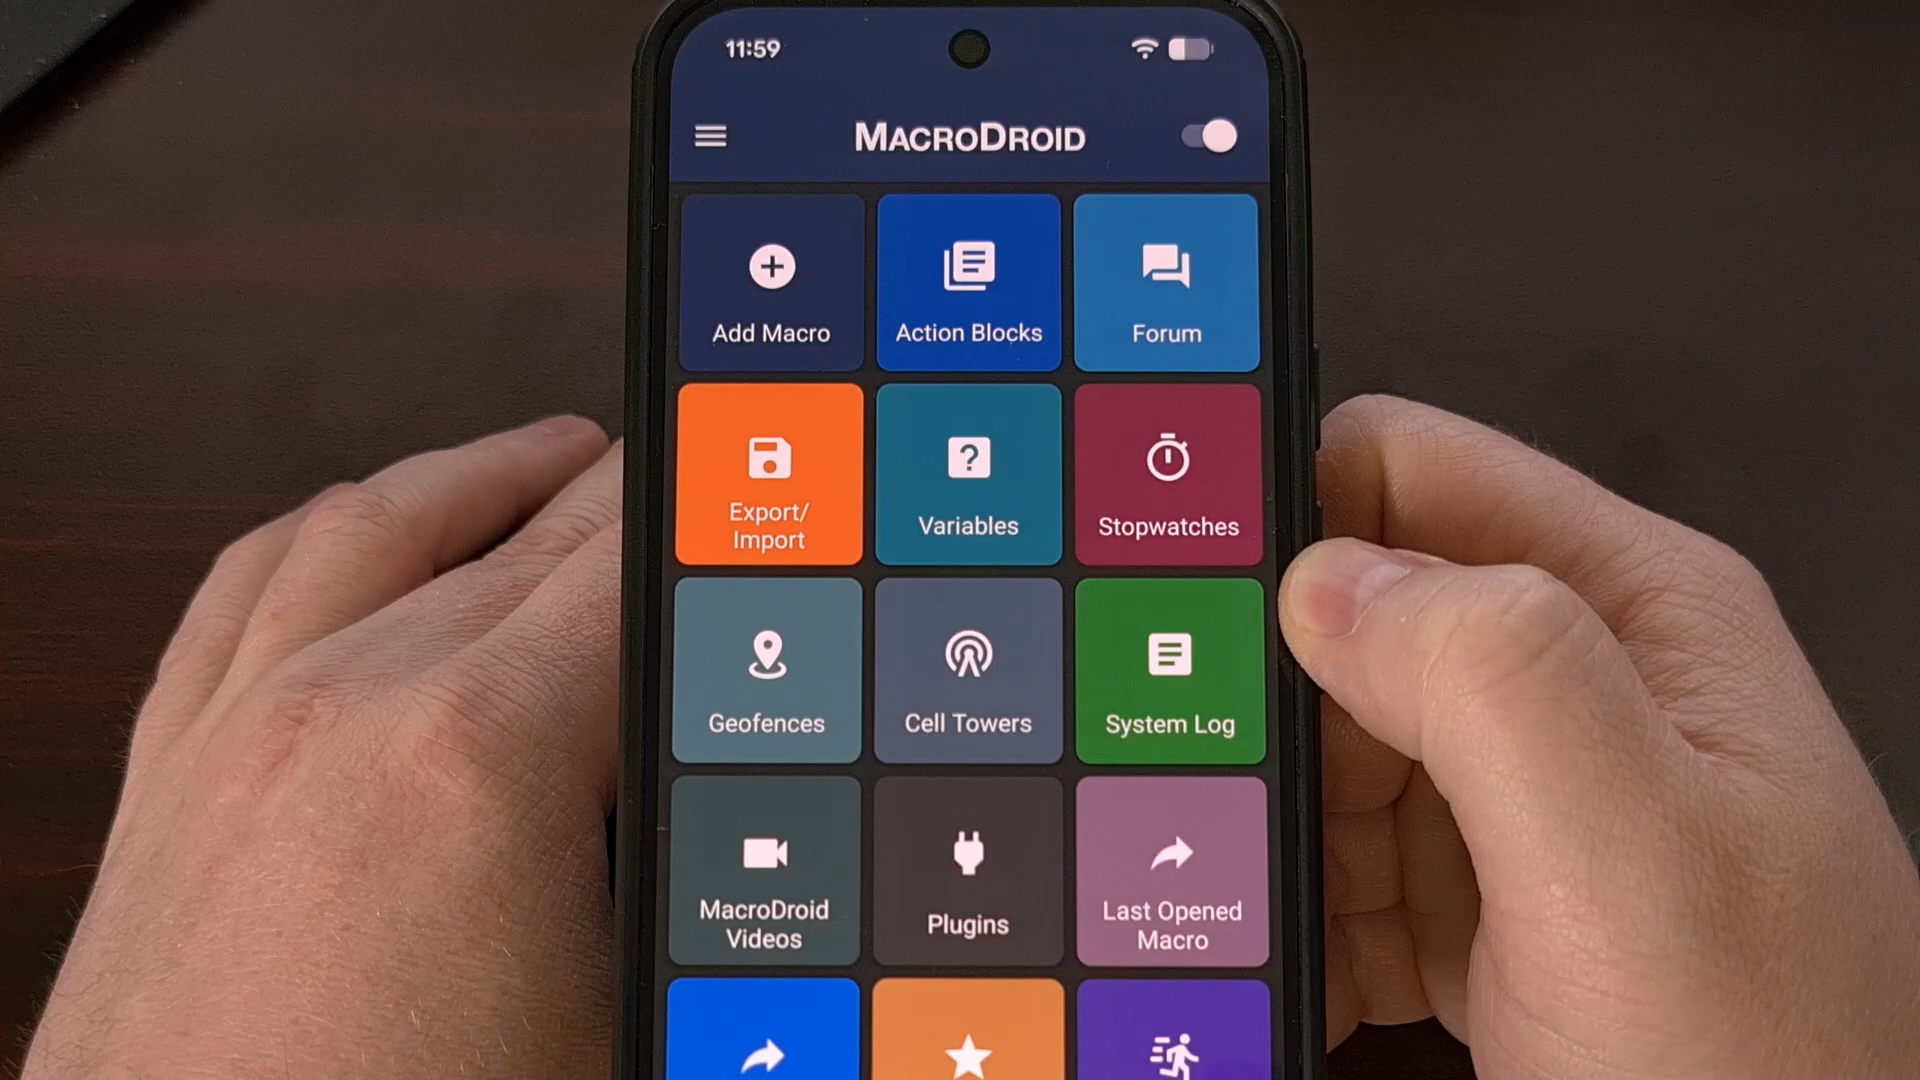 11:59
MACRODROID
Add Macro
Action Blocks
Forum
Export/
Import
Variables
Stopwatches
Geofences
Cell Towers
System Log
MacroDroid
Videos
Plugins
Last Opened
Macro